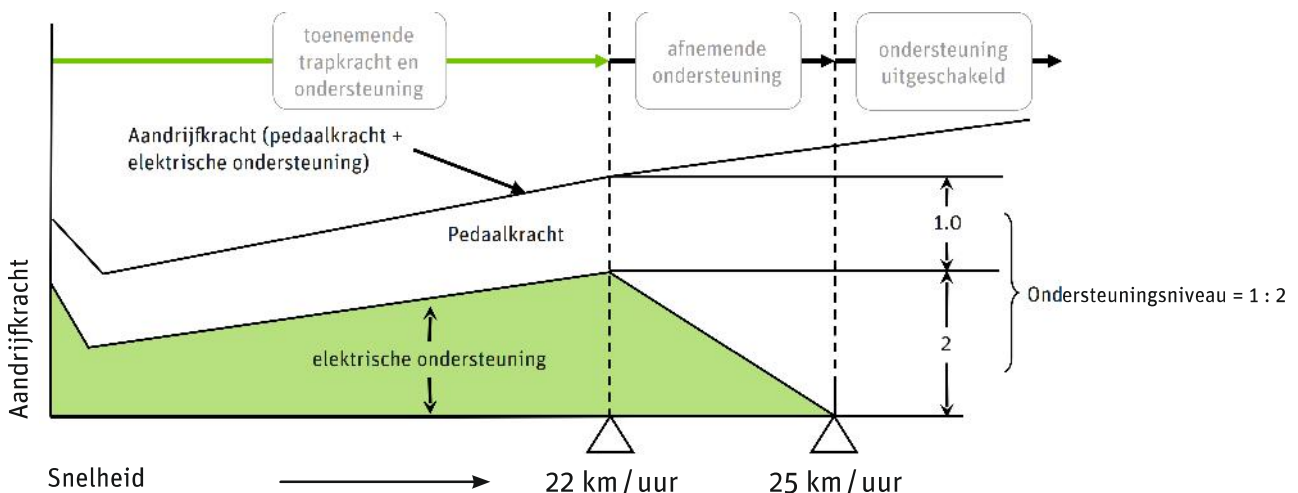 toenemende
trapkracht en
ondersteuning
afnemende
ondersteuning
ondersteuning
uitgeschakeld
Aandrijfkracht (pedaalkracht +
elektrische ondersteuning)
Pedaalkracht
1.0
Ondersteuningsniveau = 1 : 2
elektrische ondersteuning
2
Aandrijfkracht
Snelheid
22 km / uur
25 km / uur